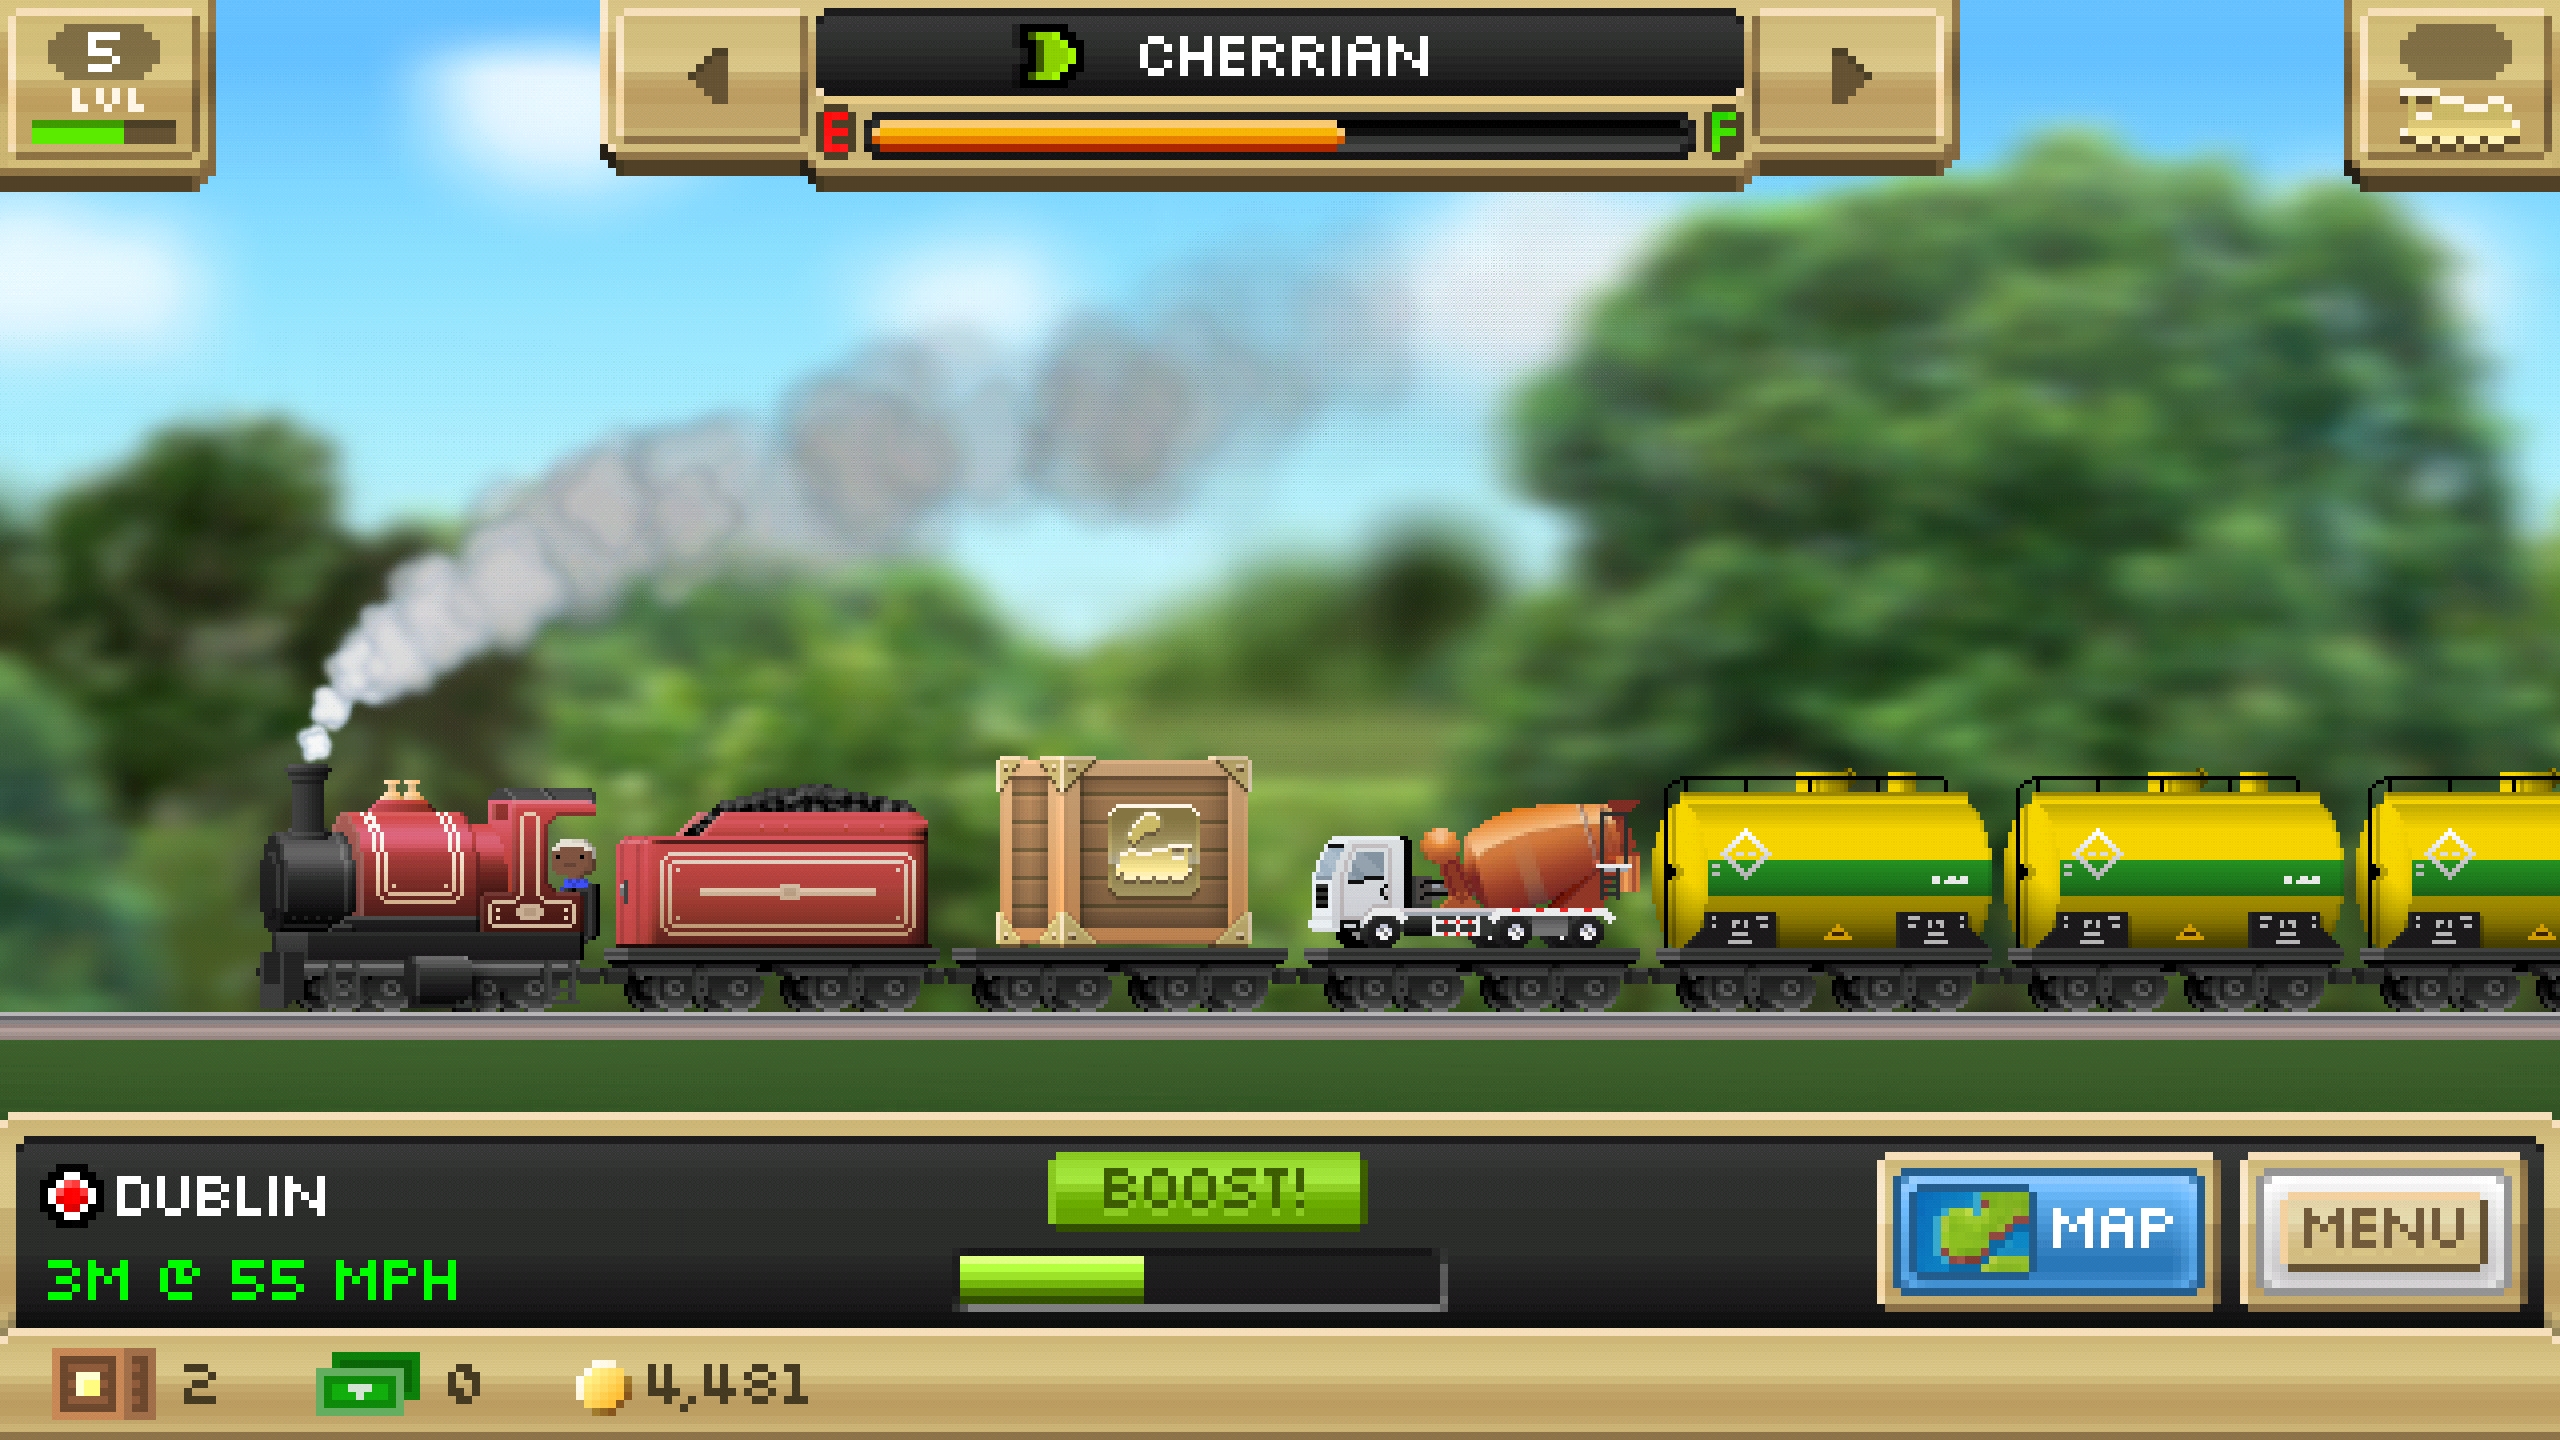 5
LVL
CHERRIAN
E F
DUBLIN
3M @ 55 MPH
BOOST!
MAP
MENU
2 0 4,481